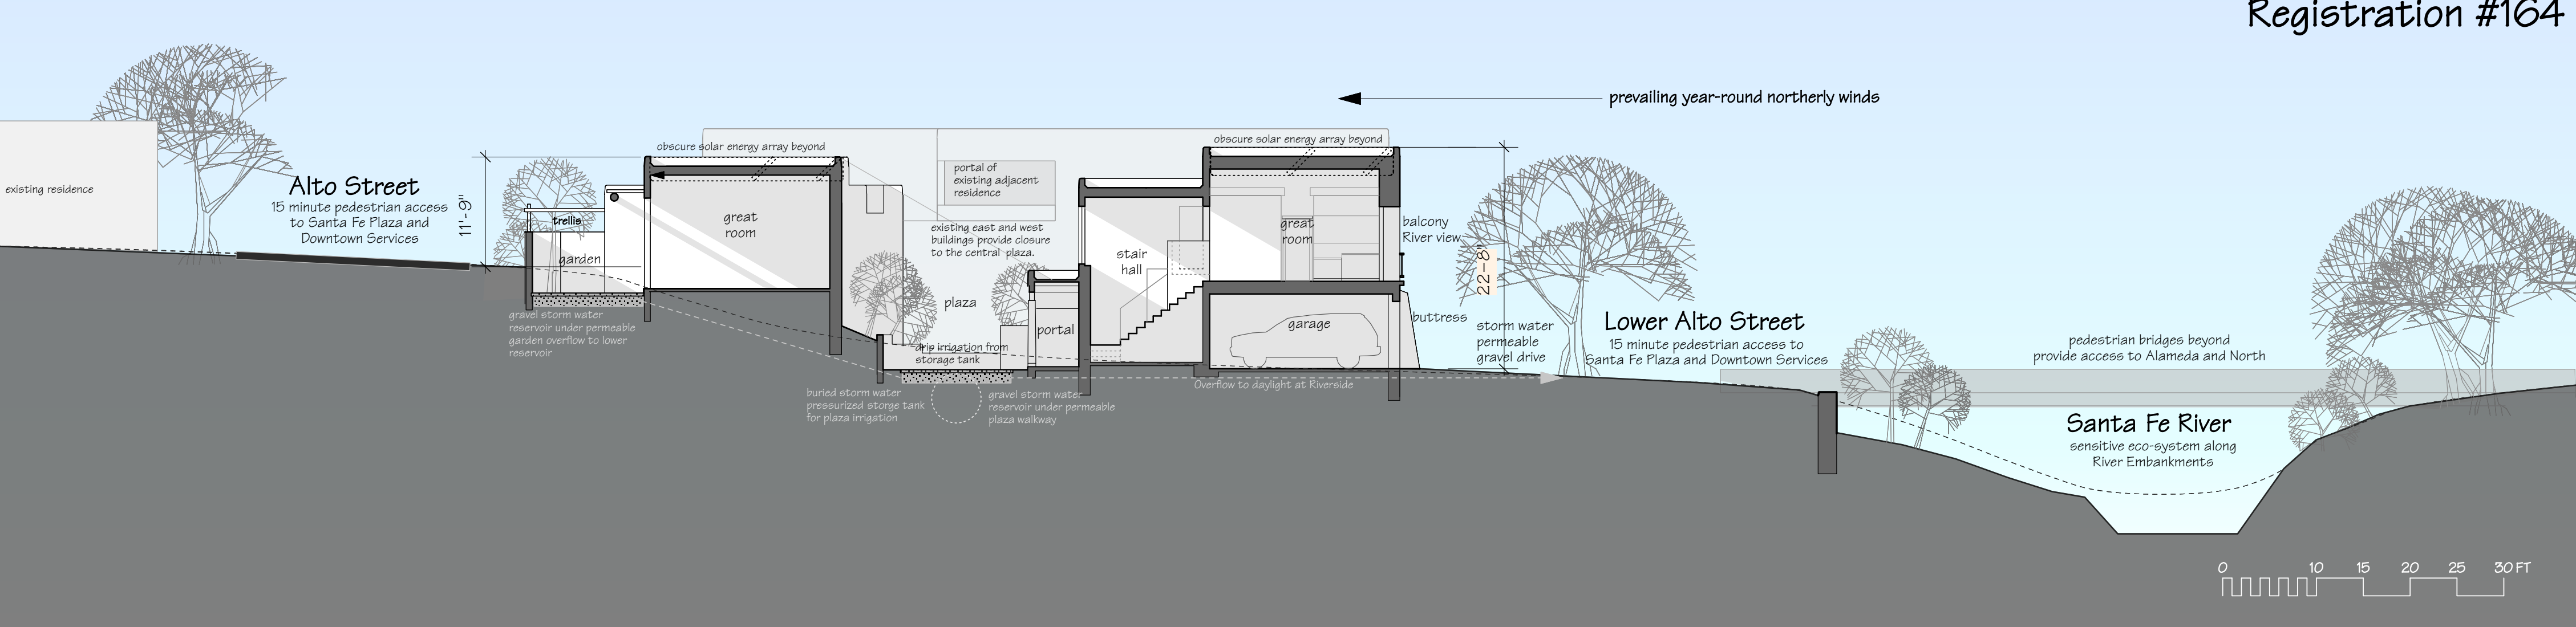 Registration #164
prevailing year-round northerly winds
obscure solar energy array beyond
obscure solar energy array beyond
existing residence
Alto Street
15 minute pedestrian access
to Santa Fe Plaza and
Downtown Services
11'-9"
trellis
garden
great
room
portal of
existing adjacent
residence
existing east and west
buildings provide closure
to the central plaza.
plaza
portal
stair
hall
great
room
garage
balcony
River view
22-8"
buttress
storm water
permeable
gravel drive
Lower Alto Street
15 minute pedestrian access to
Santa Fe Plaza and Downtown Services
pedestrian bridges beyond
provide access to Alameda and North
gravel storm water
reservoir under permeable
garden overflow to lower
reservoir
drip irrigation from
storage tank
buried storm water
pressurized storge tank
for plaza irrigation
gravel storm water
reservoir under permeable
plaza walkway
Overflow to daylight at Riverside
Santa Fe River
sensitive eco-system along
River Embankments
0 10 15 20 25 30 FT